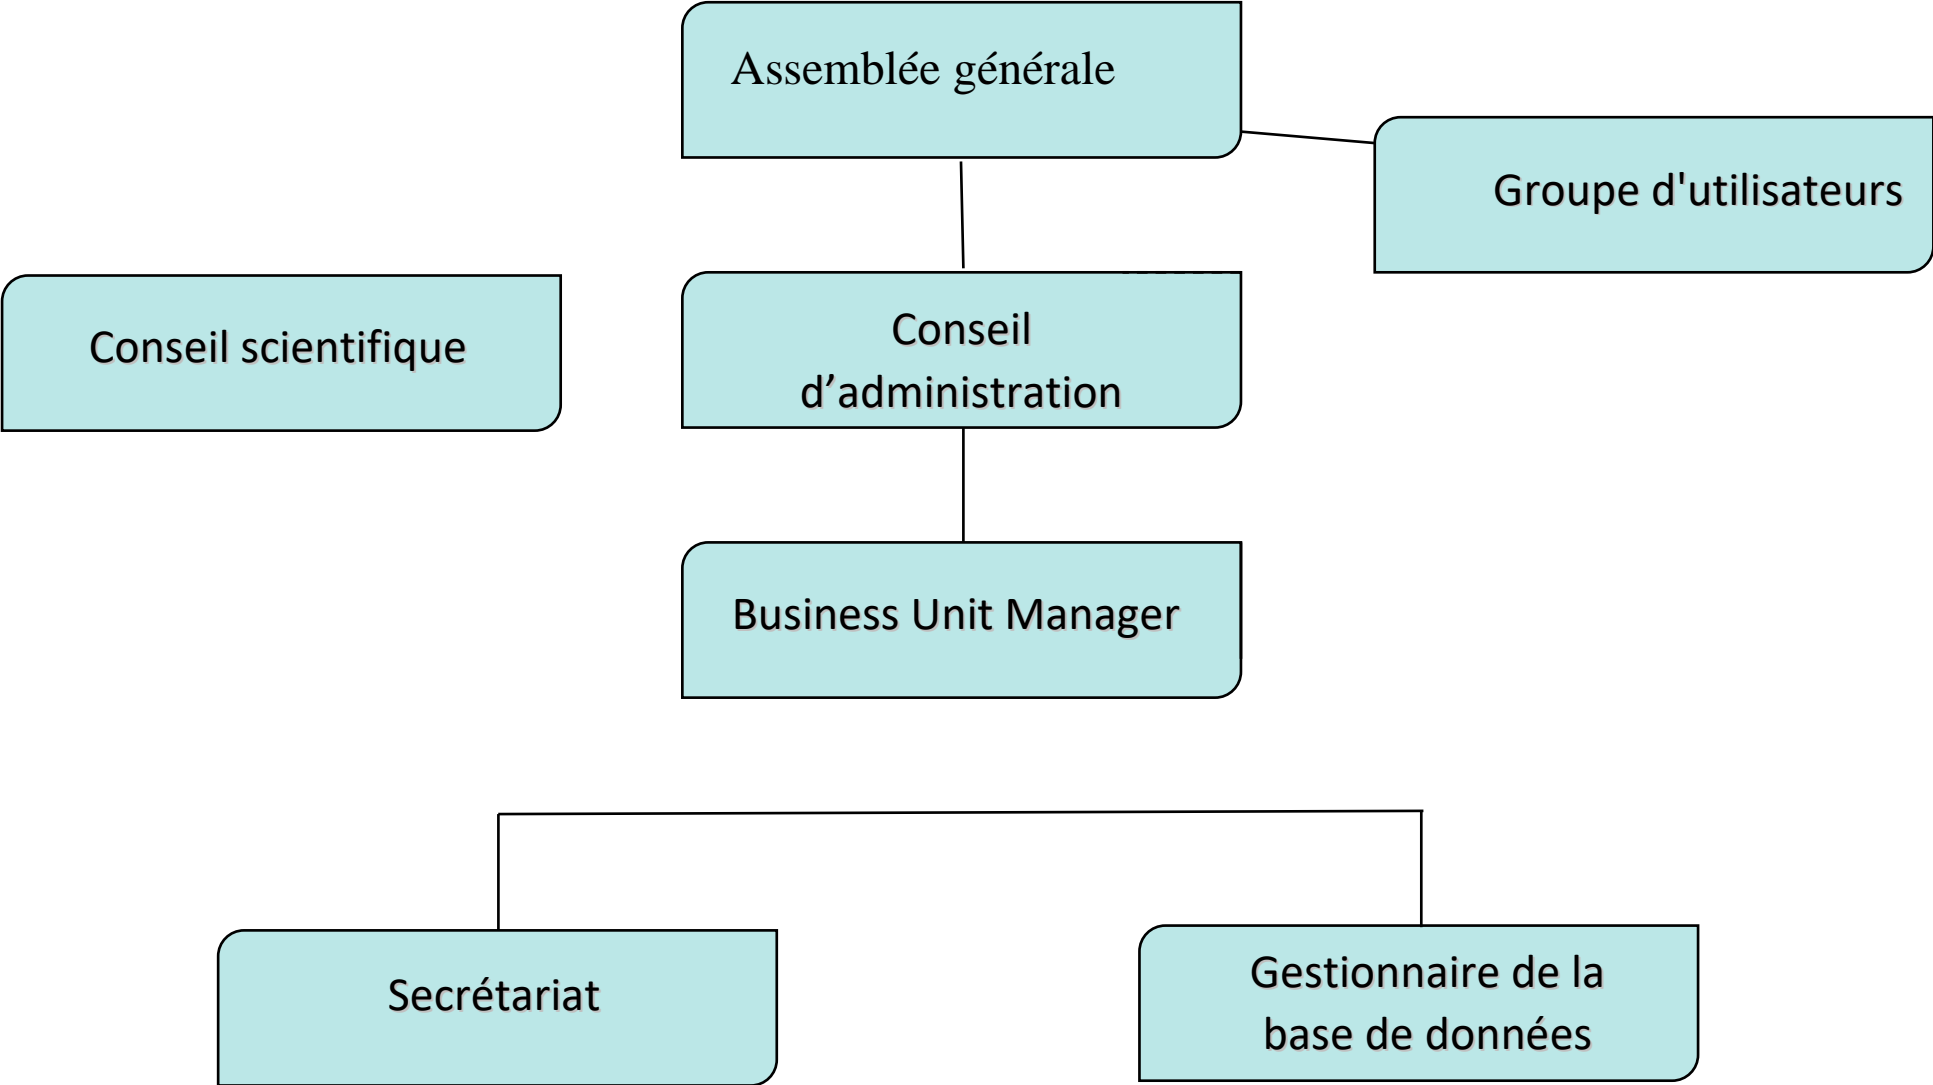 Assemblée générale
Groupe d'utilisateurs
Conseil scientifique
Conseil
d’administration
Business Unit Manager
Secrétariat
Gestionnaire de la
base de données